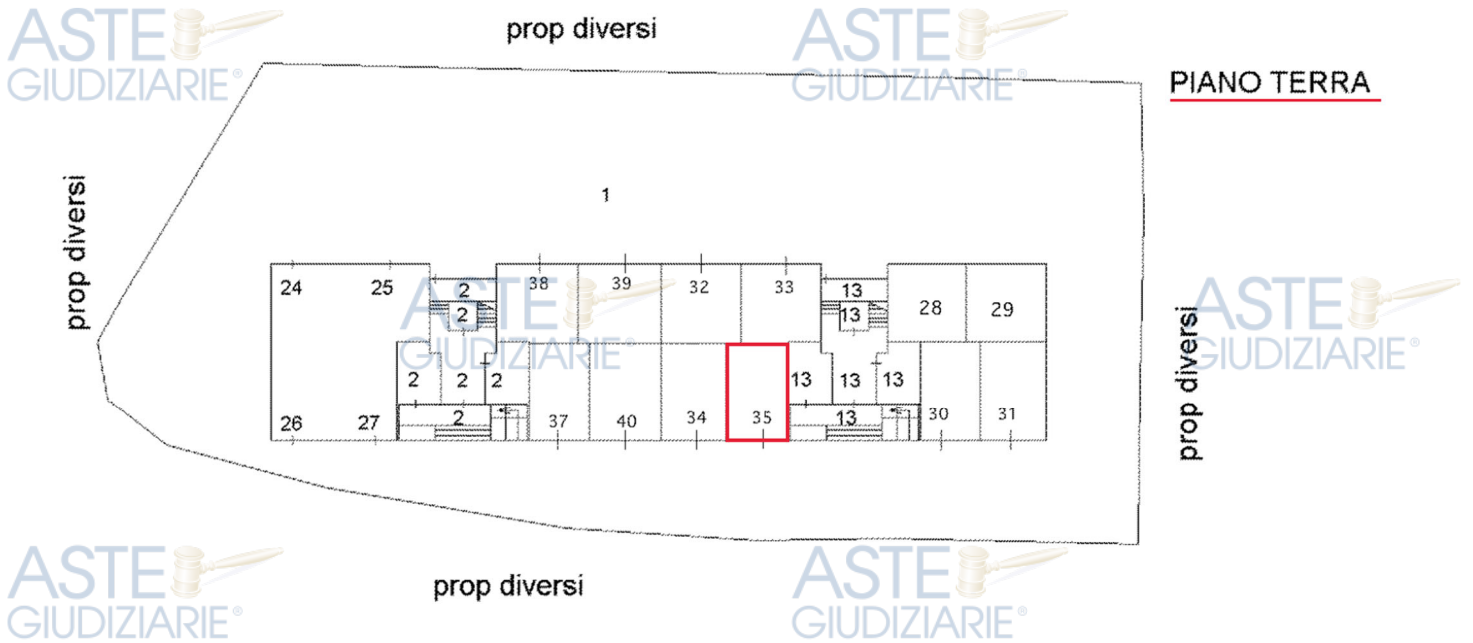 ASTE GIUDIZIARIE®
ASTE GIUDIZIARIE®
prop diversi
PIANO TERRA
prop diversi
1
24 25 2 38 39 32 33 13 28 29
2 13
ASTE GIUDIZIARIE®
ASTE GIUDIZIARIE®
prop diversi
2 2 2 13 13 13
26 27 2 37 40 34 35 13 30 31
ASTE GIUDIZIARIE®
ASTE GIUDIZIARIE®
prop diversi